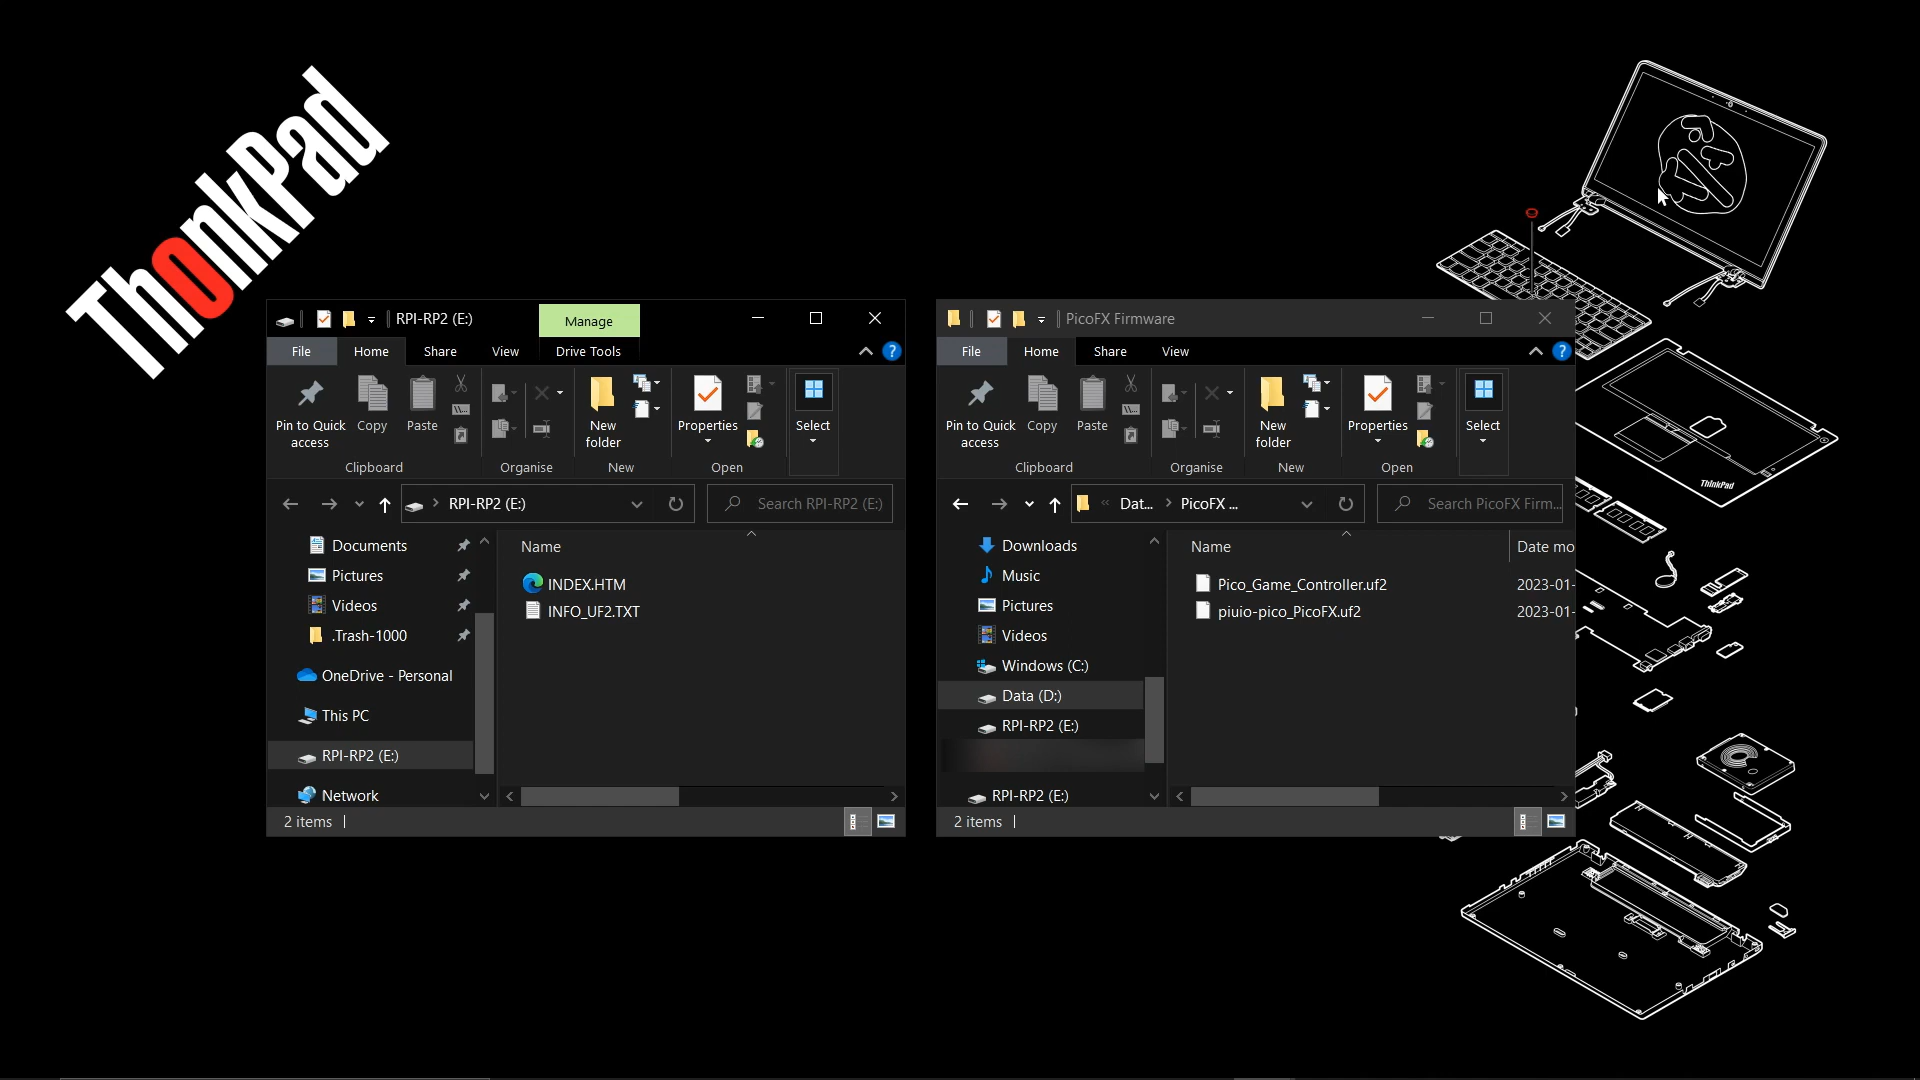 ThonkPad
RPI-RP2 (E:)
Manage
File
Home
Share
View
Drive Tools
Pin to Quick
access
Copy
Paste
New
folder
Properties
Select
Clipboard
Organise
New
Open
RPI-RP2 (E:)
Search RPI-RP2 (E:)
Documents
Pictures
Videos
.Trash-1000
OneDrive - Personal
This PC
RPI-RP2 (E:)
Network
Name
INDEX.HTM
INFO_UF2.TXT
2 items
PicoFX Firmware
File
Home
Share
View
Pin to Quick
access
Copy
Paste
New
folder
Properties
Select
Clipboard
Organise
New
Open
Dat... PicoFX ...
Search PicoFX Firm...
Downloads
Music
Pictures
Videos
Windows (C:)
Data (D:)
RPI-RP2 (E:)
RPI-RP2 (E:)
Name Date mo
Pico_Game_Controller.uf2 2023-01-
piuio-pico_PicoFX.uf2 2023-01-
2 items
ThinkPad